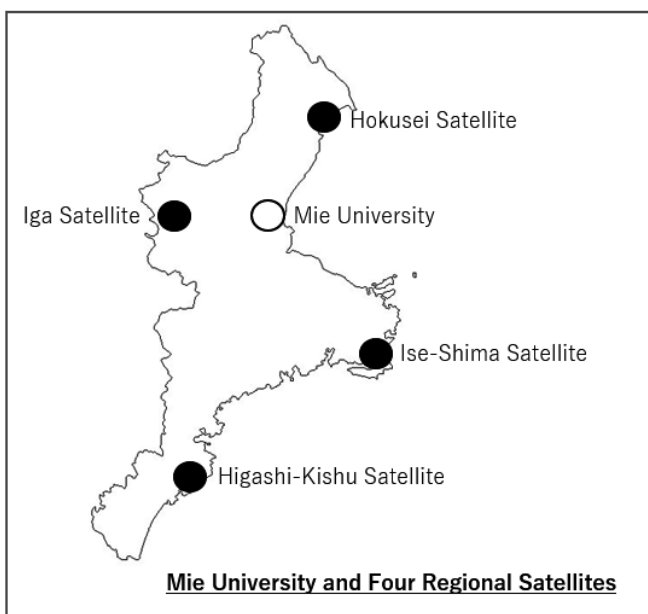 Hokusei Satellite
Iga Satellite
Mie University
Ise-Shima Satellite
Higashi-Kishu Satellite
Mie University and Four Regional Satellites